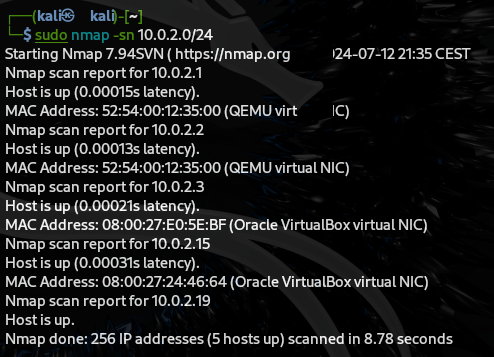 (kali㉿kali)-[~]
$ sudo nmap -sn 10.0.2.0/24
Starting Nmap 7.94SVN ( https://nmap.org 24-07-12 21:35 CEST
Nmap scan report for 10.0.2.1
Host is up (0.00015s latency).
MAC Address: 52:54:00:12:35:00 (QEMU virt IC)
Nmap scan report for 10.0.2.2
Host is up (0.00013s latency).
MAC Address: 52:54:00:12:35:00 (QEMU virtual NIC)
Nmap scan report for 10.0.2.3
Host is up (0.00021s latency).
MAC Address: 08:00:27:E0:5E:BF (Oracle VirtualBox virtual NIC)
Nmap scan report for 10.0.2.15
Host is up (0.00031s latency).
MAC Address: 08:00:27:24:46:64 (Oracle VirtualBox virtual NIC)
Nmap scan report for 10.0.2.19
Host is up.
Nmap done: 256 IP addresses (5 hosts up) scanned in 8.78 seconds